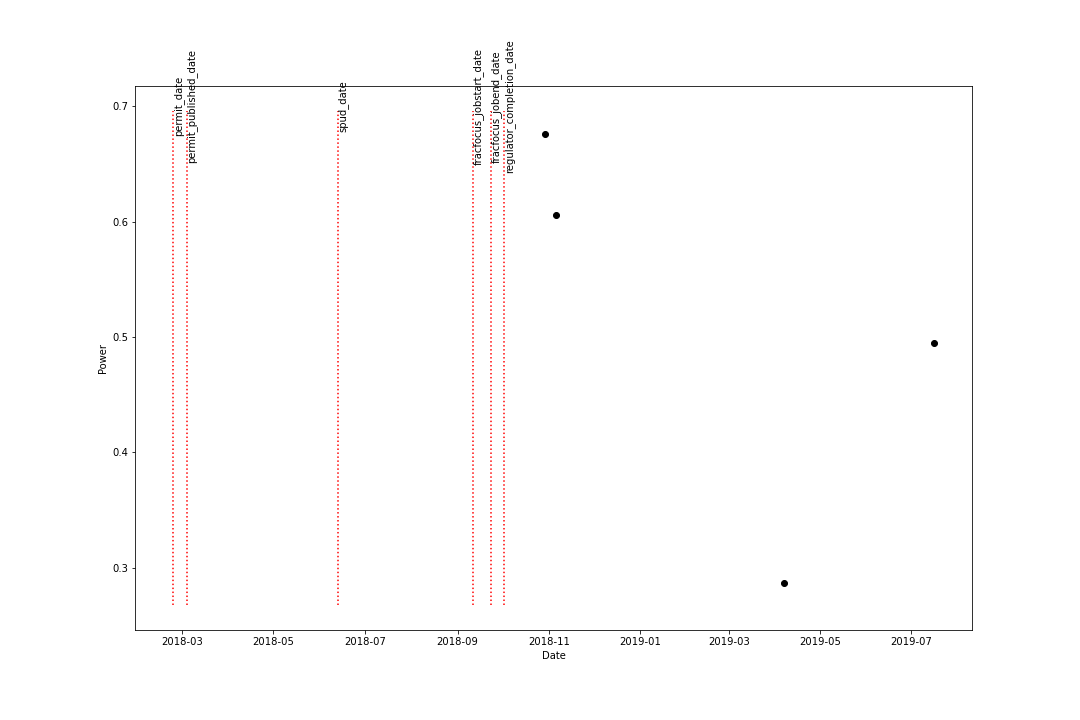 permit_date
permit_published_date
spud_date
fracfocus_jobstart_date
fracfocus_jobend_date
regulator_completion_date
0.7
0.6
0.5
0.4
0.3
Power
2018-03 2018-05 2018-07 2018-09 2018-11 2019-01 2019-03 2019-05 2019-07
Date